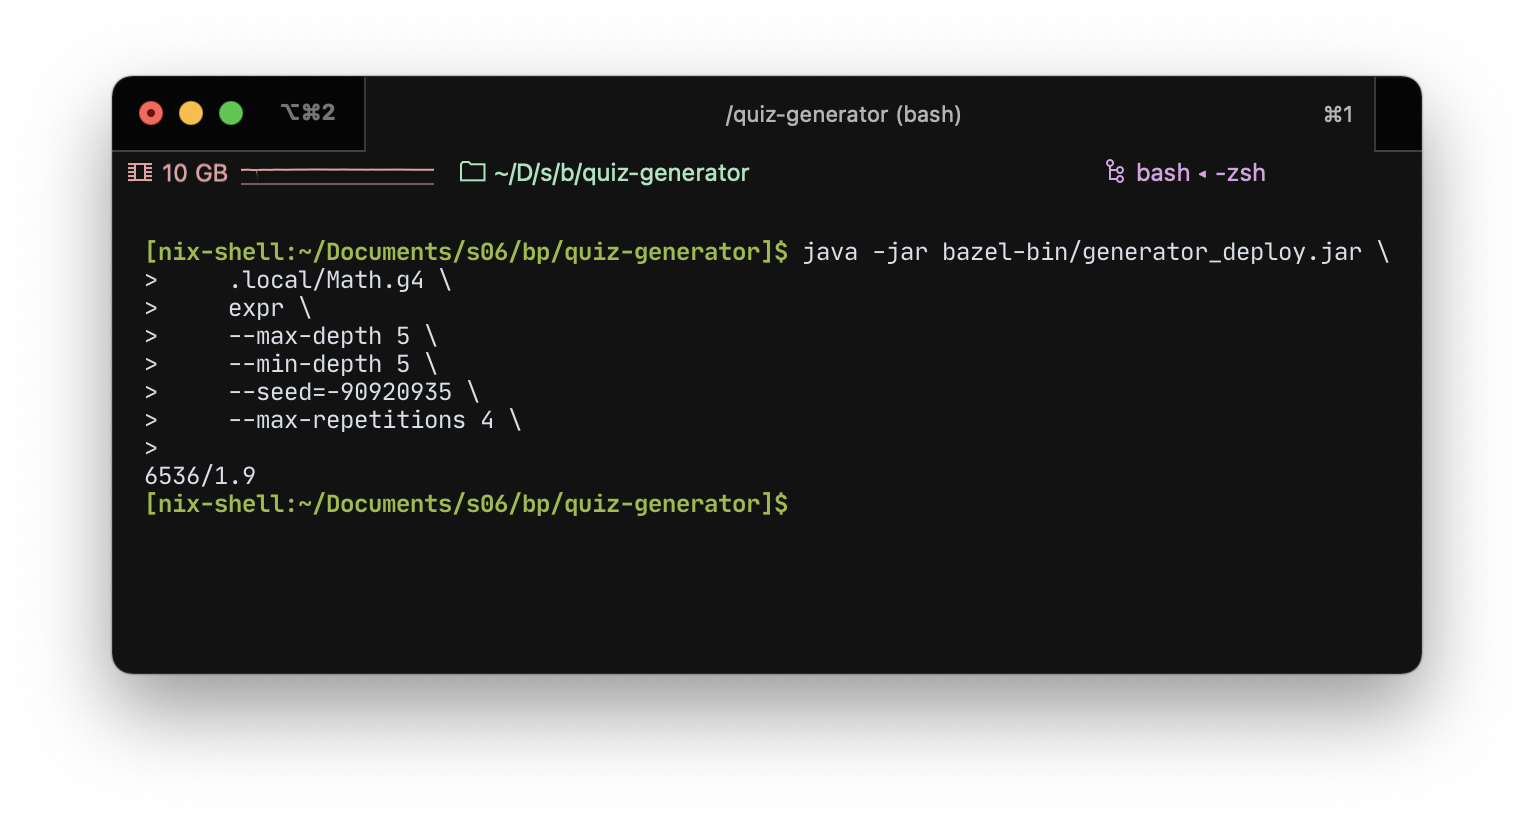 ⌥⌘2 /quiz-generator (bash) ⌘1
10 GB ~/D/s/b/quiz-generator bash ◂ -zsh
[nix-shell:~/Documents/s06/bp/quiz-generator]$ java -jar bazel-bin/generator_deploy.jar \
>     .local/Math.g4 \
>     expr \
>     --max-depth 5 \
>     --min-depth 5 \
>     --seed=-90920935 \
>     --max-repetitions 4 \
>
6536/1.9
[nix-shell:~/Documents/s06/bp/quiz-generator]$